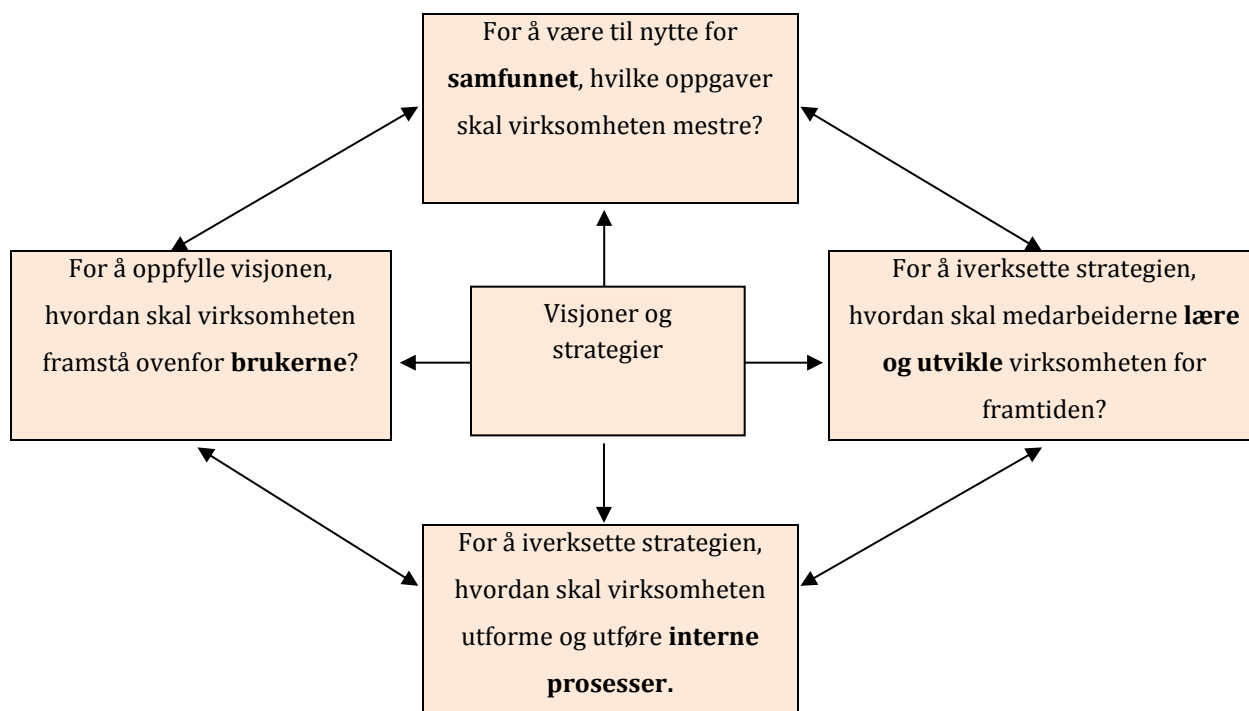 For å være til nytte for
samfunnet, hvilke oppgaver
skal virksomheten mestre?
For å oppfylle visjonen,
hvordan skal virksomheten
framstå ovenfor brukerne?
Visjoner og
strategier
For å iverksette strategien,
hvordan skal medarbeiderne lære
og utvikle virksomheten for
framtiden?
For å iverksette strategien,
hvordan skal virksomheten
utforme og utføre interne
prosesser.